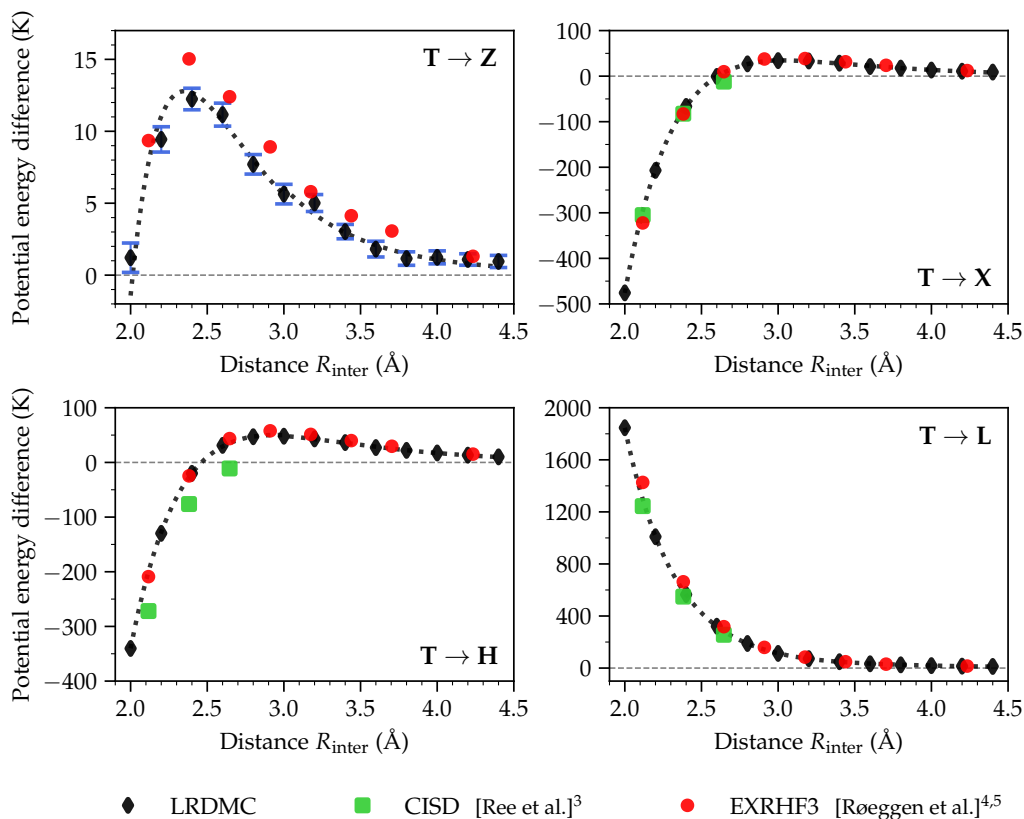 Potential energy difference (K)
15
10
5
0
T → Z
2.0 2.5 3.0 3.5 4.0 4.5
Distance R_inter (Å)
100
0
−100
−200
−300
−400
−500
T → X
2.0 2.5 3.0 3.5 4.0 4.5
Distance R_inter (Å)
Potential energy difference (K)
100
0
−100
−200
−300
−400
T → H
2.0 2.5 3.0 3.5 4.0 4.5
Distance R_inter (Å)
2000
1600
1200
800
400
0
T → L
2.0 2.5 3.0 3.5 4.0 4.5
Distance R_inter (Å)
LRDMC CISD [Ree et al.]³ EXRHF3 [Røeggen et al.]⁴,⁵